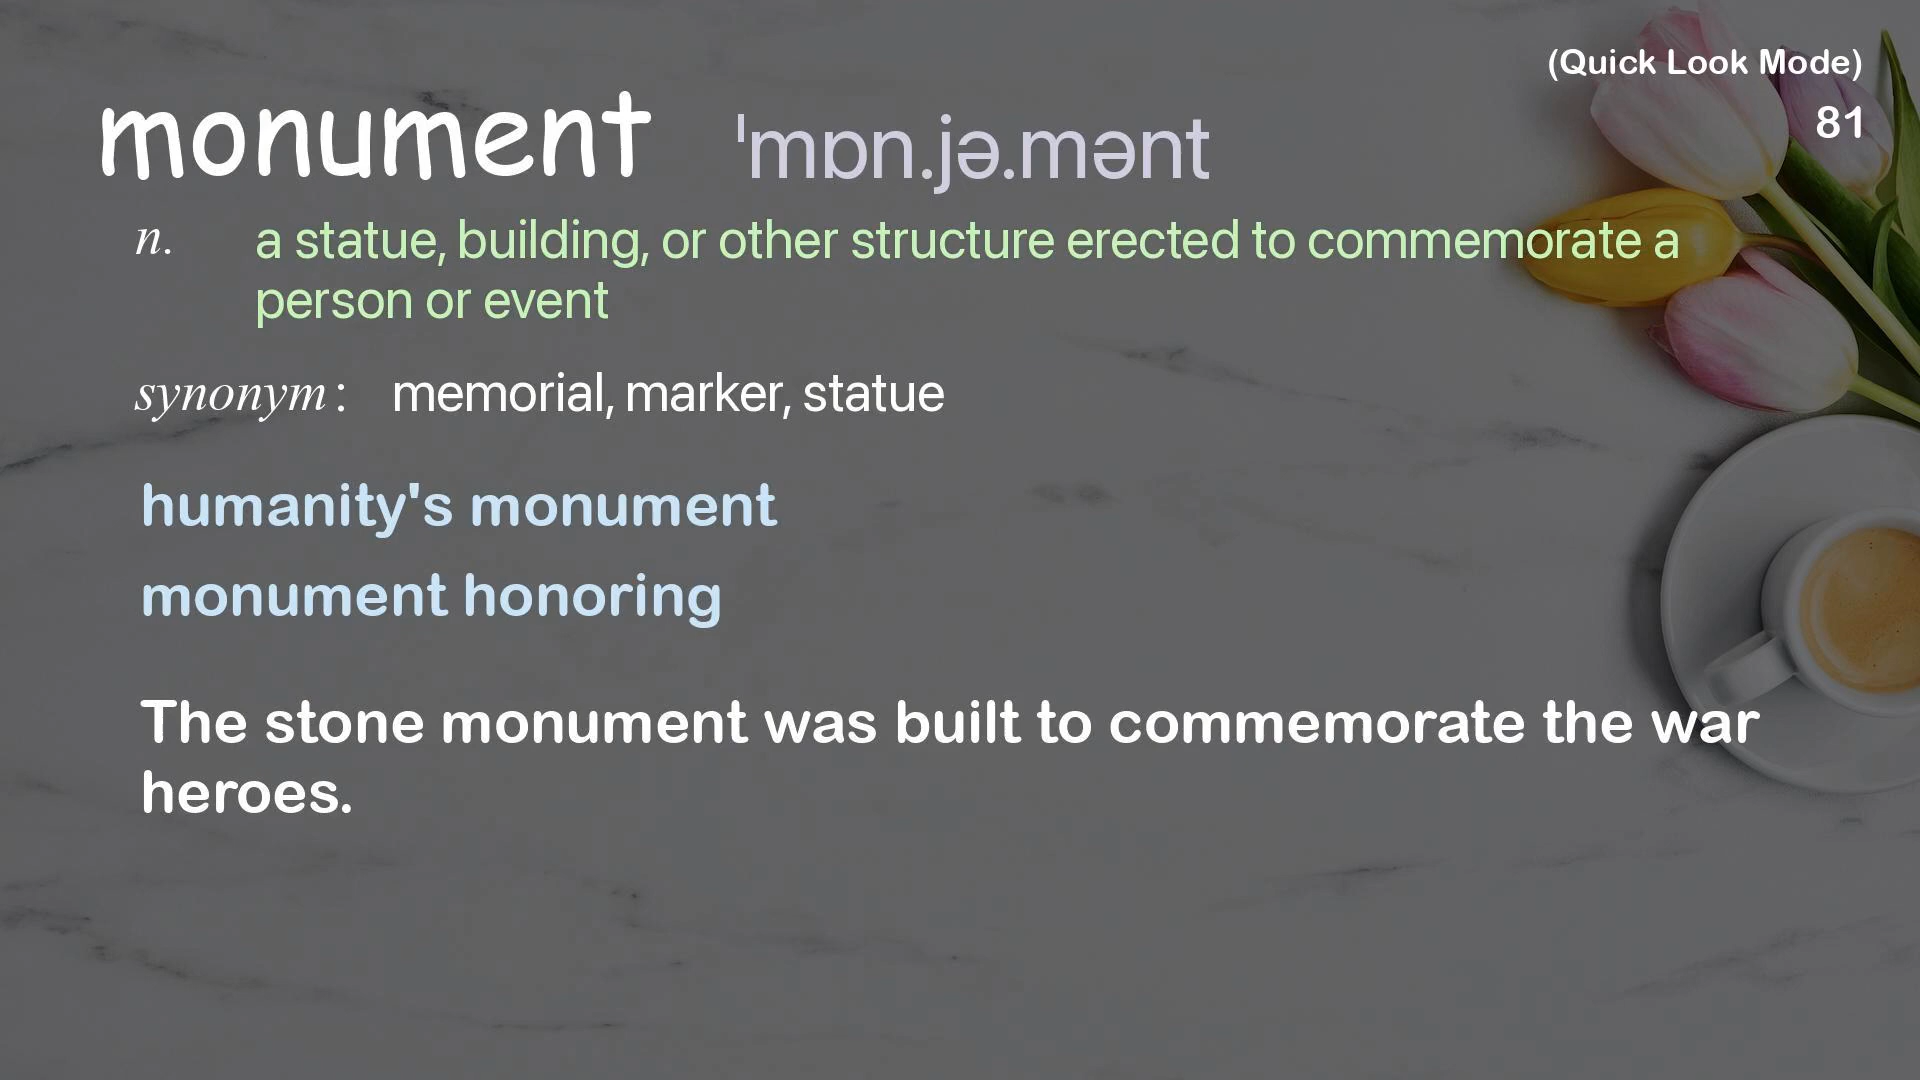 (Quick Look Mode)
81
monument ˈmɒn.jə.mənt
n. a statue, building, or other structure erected to commemorate a
person or event
synonym: memorial, marker, statue
humanity's monument
monument honoring
The stone monument was built to commemorate the war
heroes.